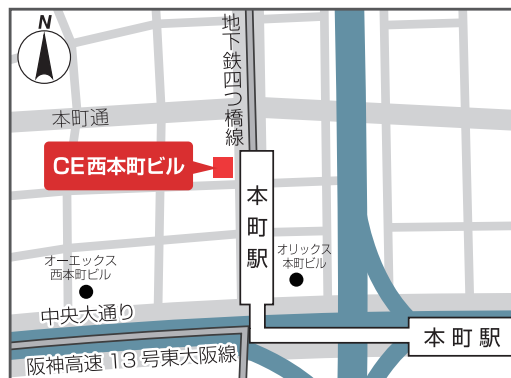 N
地下鉄四つ橋線
本町通
CE西本町ビル
本町駅
オーエックス
西本町ビル
オリックス
本町ビル
中央大通り
本町駅
阪神高速13号東大阪線